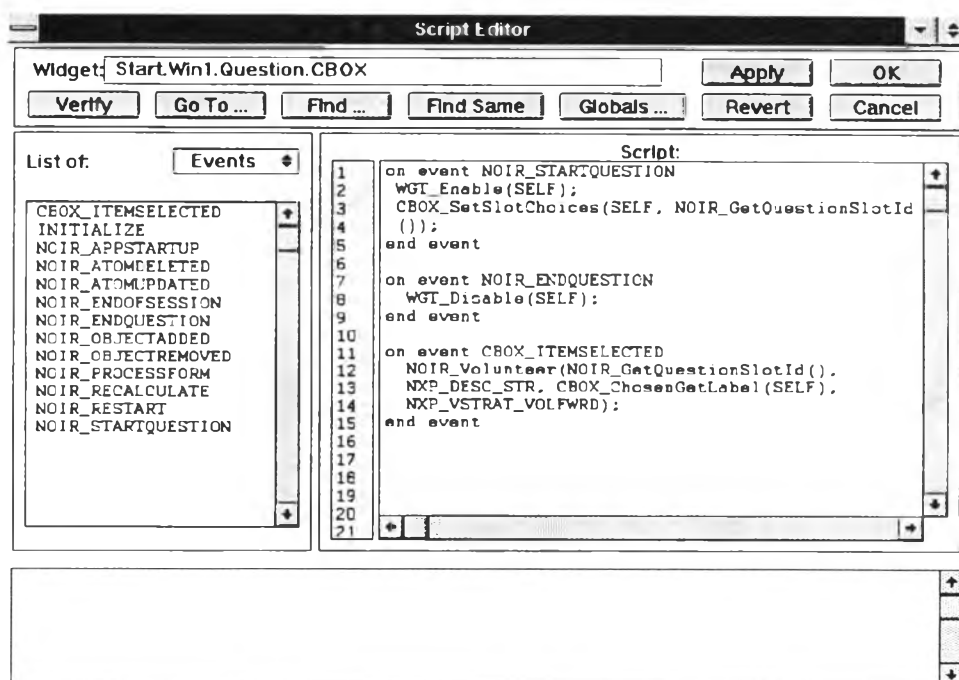 Script Editor
Widget: Start.Win1.Question.CBOX
Apply
OK
Verify
Go To ...
Find ...
Find Same
Globals ...
Revert
Cancel
List of:
Events
CBOX_ITEMSELECTED
INITIALIZE
NOIR_APPSTARTUP
NOIR_ATOMDELETED
NOIR_ATOMUPDATED
NOIR_ENDOFSESSION
NOIR_ENDQUESTION
NOIR_OBJECTADDED
NOIR_OBJECTREMOVED
NOIR_PROCESSFORM
NOIR_RECALCULATE
NOIR_RESTART
NOIR_STARTQUESTION
Script:
1 on event NOIR_STARTQUESTION
2 WGT_Enable(SELF);
3 CBOX_SetSlotChoices(SELF, NOIR_GetQuestionSlotId
4 ());
5 end event
6
7 on event NOIR_ENDQUESTION
8 WGT_Disable(SELF);
9 end event
10
11 on event CBOX_ITEMSELECTED
12 NOIR_Volunteer(NOIR_GetQuestionSlotId(),
13 NXP_DESC_STR, CBOX_ChosenGetLabel(SELF),
14 NXP_VSTRAT_VOLFWRD);
15 end event
16
17
18
19
20
21